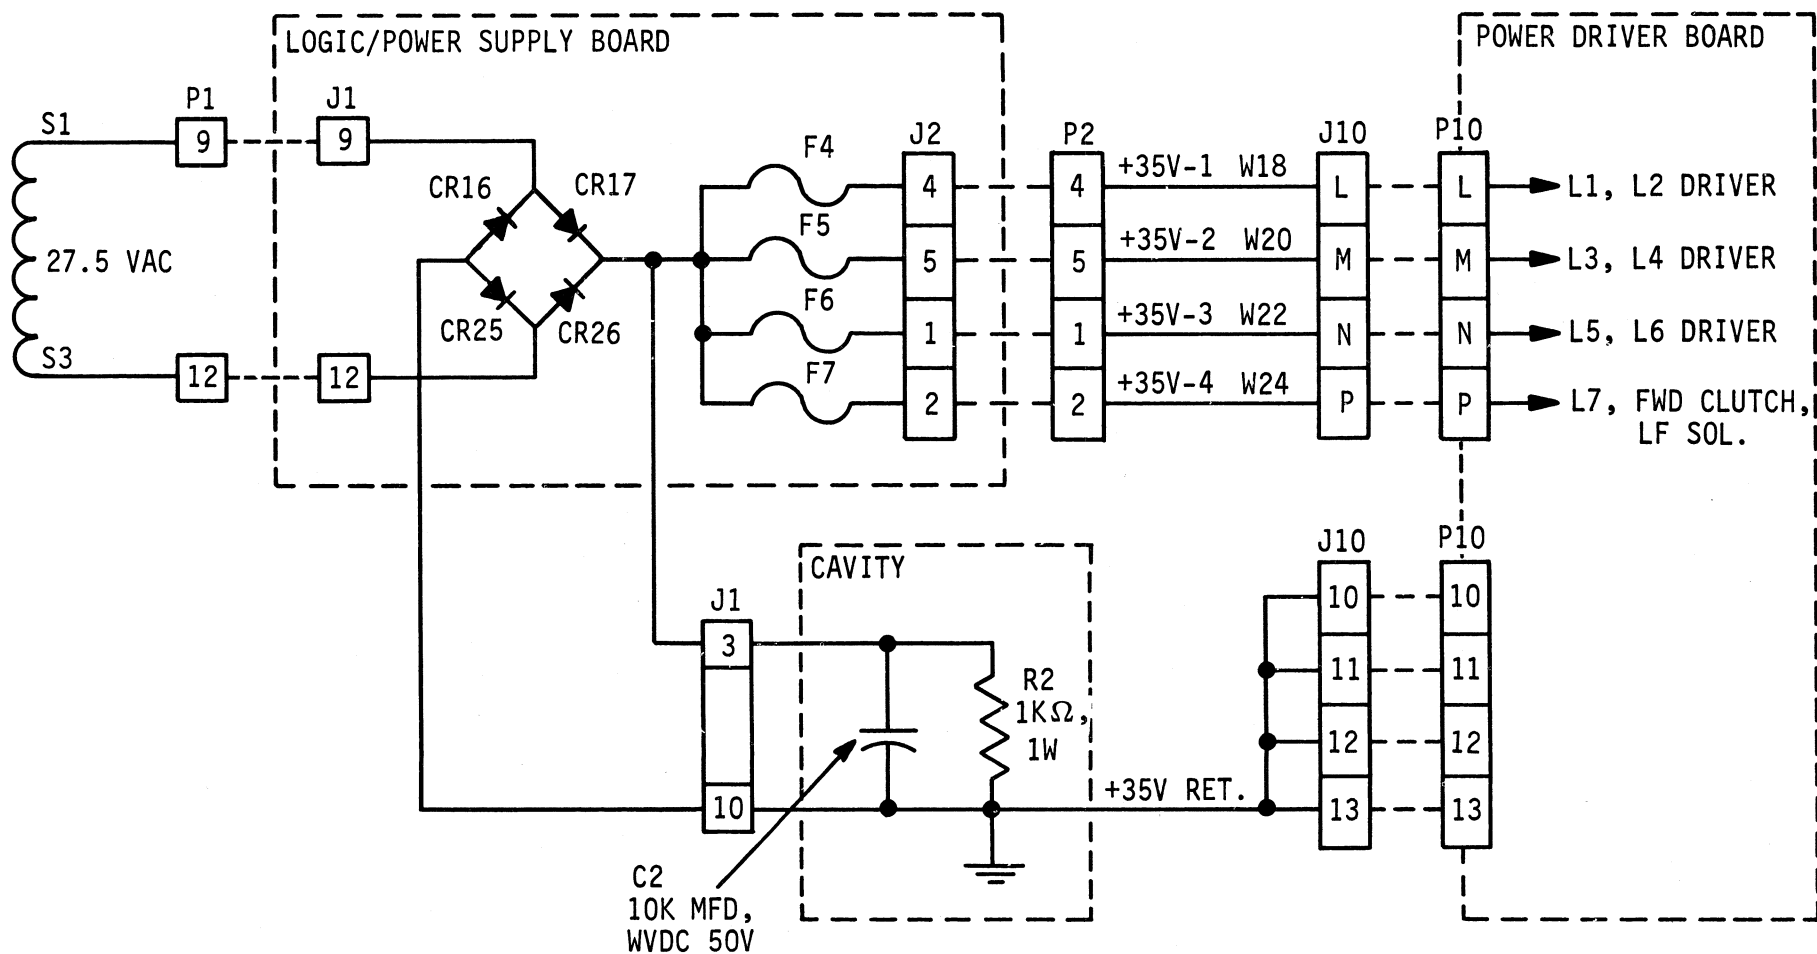 LOGIC/POWER SUPPLY BOARD
POWER DRIVER BOARD
P1
J1
S1
9
9
J2
P2
J10
P10
F4
CR16
CR17
4
4
+35V-1 W18
L
L
L1, L2 DRIVER
F5
27.5 VAC
5
5
+35V-2 W20
M
M
L3, L4 DRIVER
F6
CR25
CR26
1
1
+35V-3 W22
N
N
L5, L6 DRIVER
S3
12
12
F7
2
2
+35V-4 W24
P
P
L7, FWD CLUTCH,
LF SOL.
CAVITY
J10
P10
J1
10
10
3
11
11
R2
1KΩ,
1W
12
12
10
+35V RET.
13
13
C2
10K MFD,
WVDC 50V